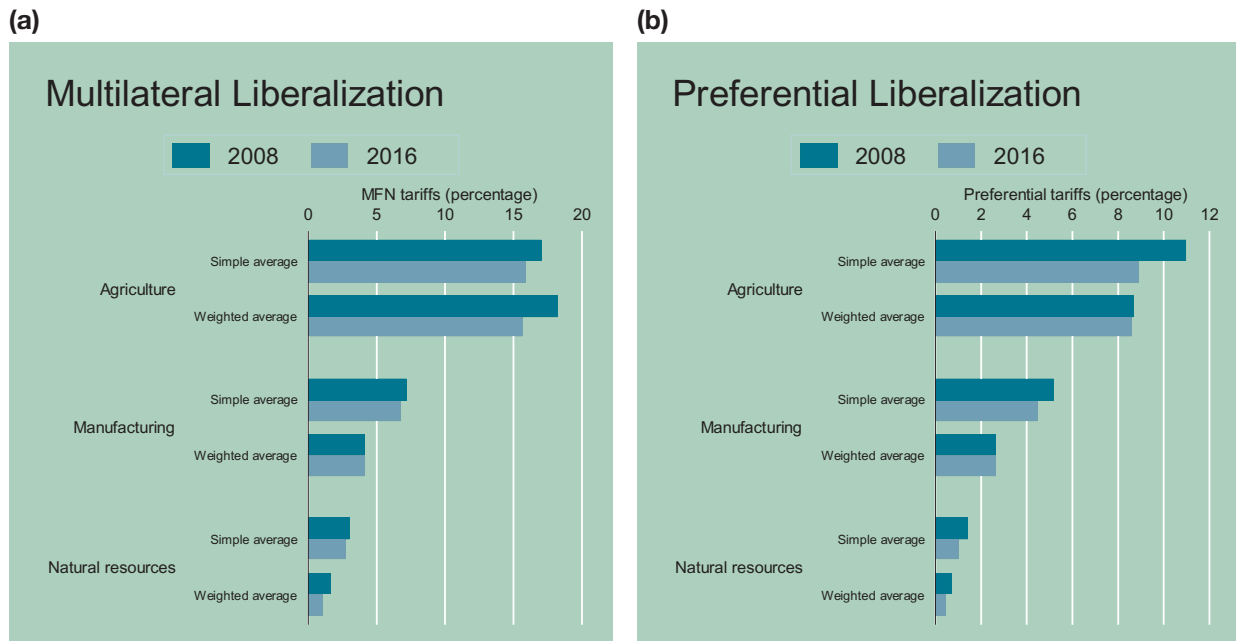 (a)
Multilateral Liberalization
2008 2016
MFN tariffs (percentage)
0 5 10 15 20
Simple average
Agriculture
Weighted average
Simple average
Manufacturing
Weighted average
Simple average
Natural resources
Weighted average
(b)
Preferential Liberalization
2008 2016
Preferential tariffs (percentage)
0 2 4 6 8 10 12
Simple average
Agriculture
Weighted average
Simple average
Manufacturing
Weighted average
Simple average
Natural resources
Weighted average